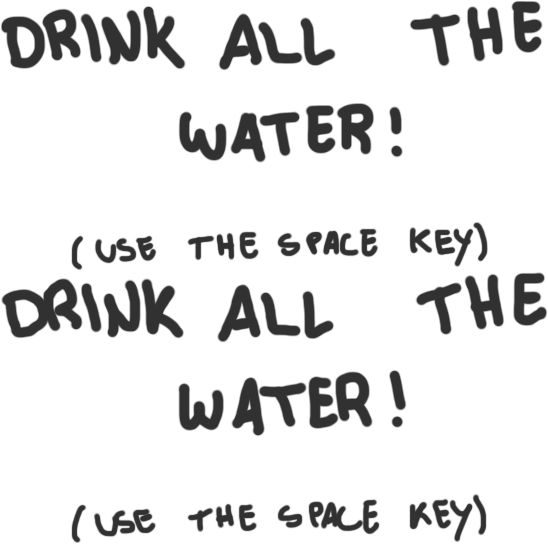 DRINK ALL THE
WATER!
(USE THE SPACE KEY)
DRINK ALL THE
WATER!
(USE THE SPACE KEY)